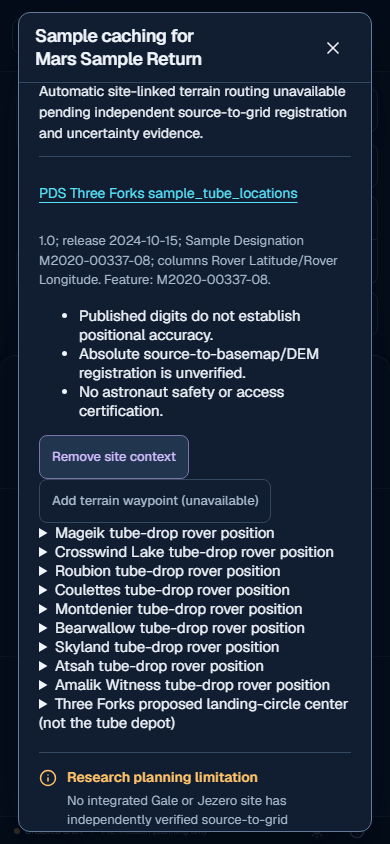 Sample caching for
Mars Sample Return
Automatic site-linked terrain routing unavailable
pending independent source-to-grid registration
and uncertainty evidence.
PDS Three Forks sample_tube_locations
1.0; release 2024-10-15; Sample Designation
M2020-00337-08; columns Rover Latitude/Rover
Longitude. Feature: M2020-00337-08.
• Published digits do not establish
positional accuracy.
• Absolute source-to-basemap/DEM
registration is unverified.
• No astronaut safety or access
certification.
Remove site context
Add terrain waypoint (unavailable)
▶ Mageik tube-drop rover position
▶ Crosswind Lake tube-drop rover position
▶ Roubion tube-drop rover position
▶ Coulettes tube-drop rover position
▶ Montdenier tube-drop rover position
▶ Bearwallow tube-drop rover position
▶ Skyland tube-drop rover position
▶ Atsah tube-drop rover position
▶ Amalik Witness tube-drop rover position
▶ Three Forks proposed landing-circle center
(not the tube depot)
Research planning limitation
No integrated Gale or Jezero site has
independently verified source-to-grid